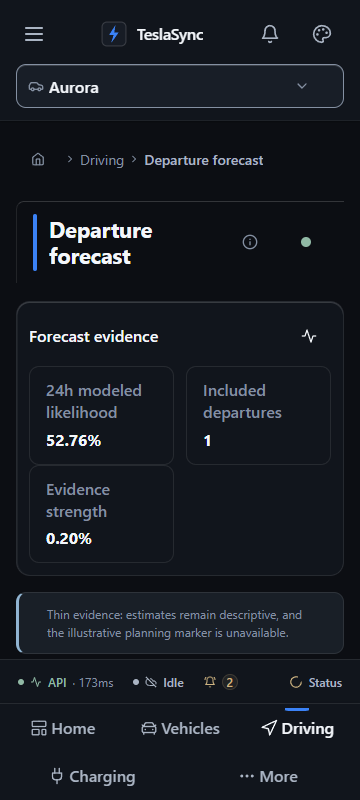 TeslaSync
Aurora
Driving
Departure forecast
Departure
forecast
Forecast evidence
24h modeled
likelihood
52.76%
Included
departures
1
Evidence
strength
0.20%
Thin evidence: estimates remain descriptive, and
the illustrative planning marker is unavailable.
API · 173ms
Idle
2
Status
Home
Vehicles
Driving
Charging
More